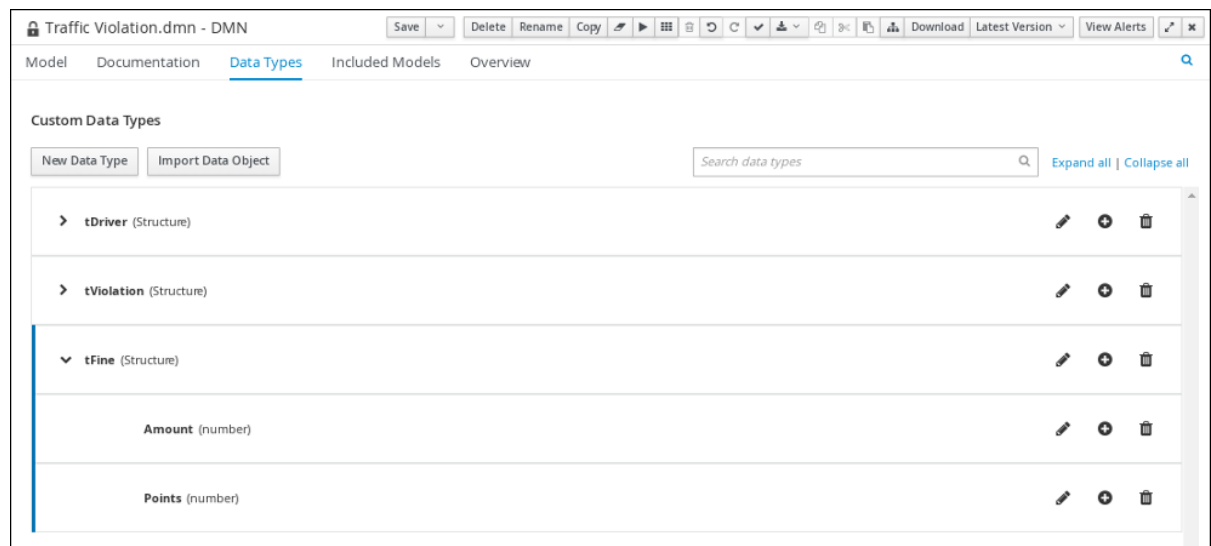 Traffic Violation.dmn - DMN Save Delete Rename Copy Download Latest Version View Alerts
Model Documentation Data Types Included Models Overview
Custom Data Types
New Data Type Import Data Object Search data types Expand all | Collapse all
tDriver (Structure)
tViolation (Structure)
tFine (Structure)
Amount (number)
Points (number)